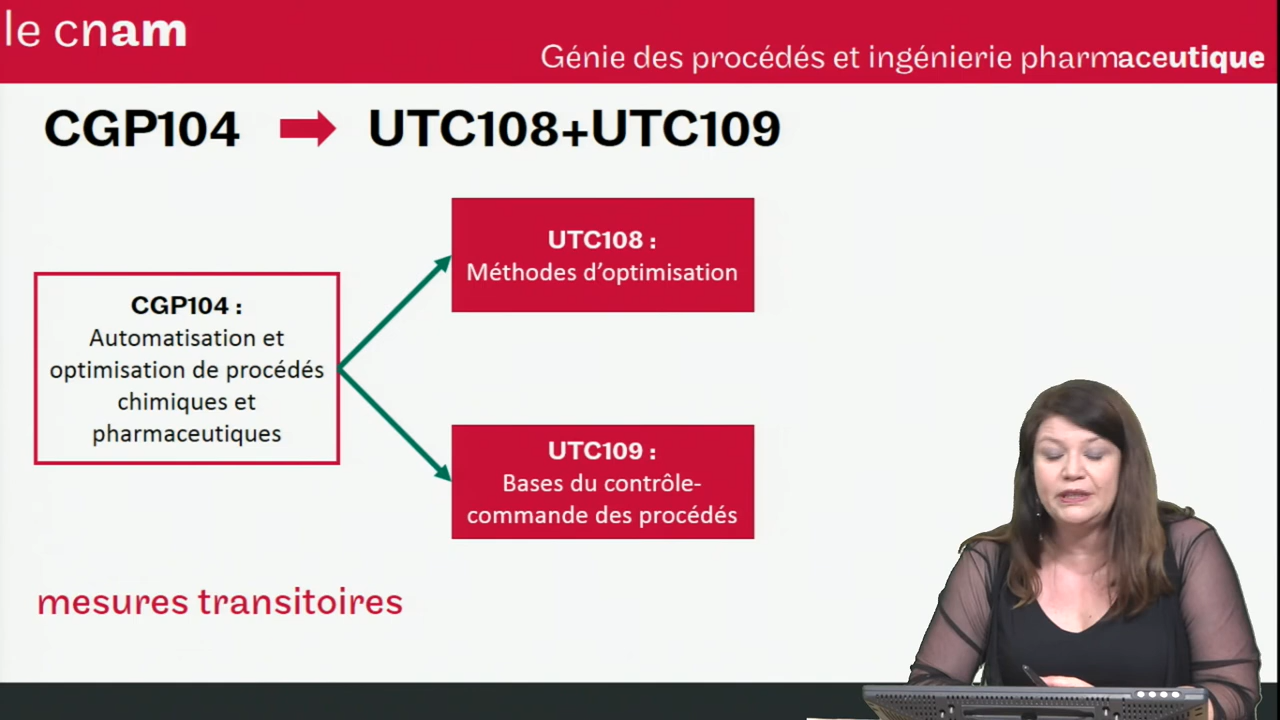 le cnam
Génie des procédés et ingénierie pharmaceutique
CGP104 UTC108+UTC109
UTC108 :
Méthodes d'optimisation
CGP104 :
Automatisation et
optimisation de procédés
chimiques et
pharmaceutiques
UTC109 :
Bases du contrôle-
commande des procédés
mesures transitoires